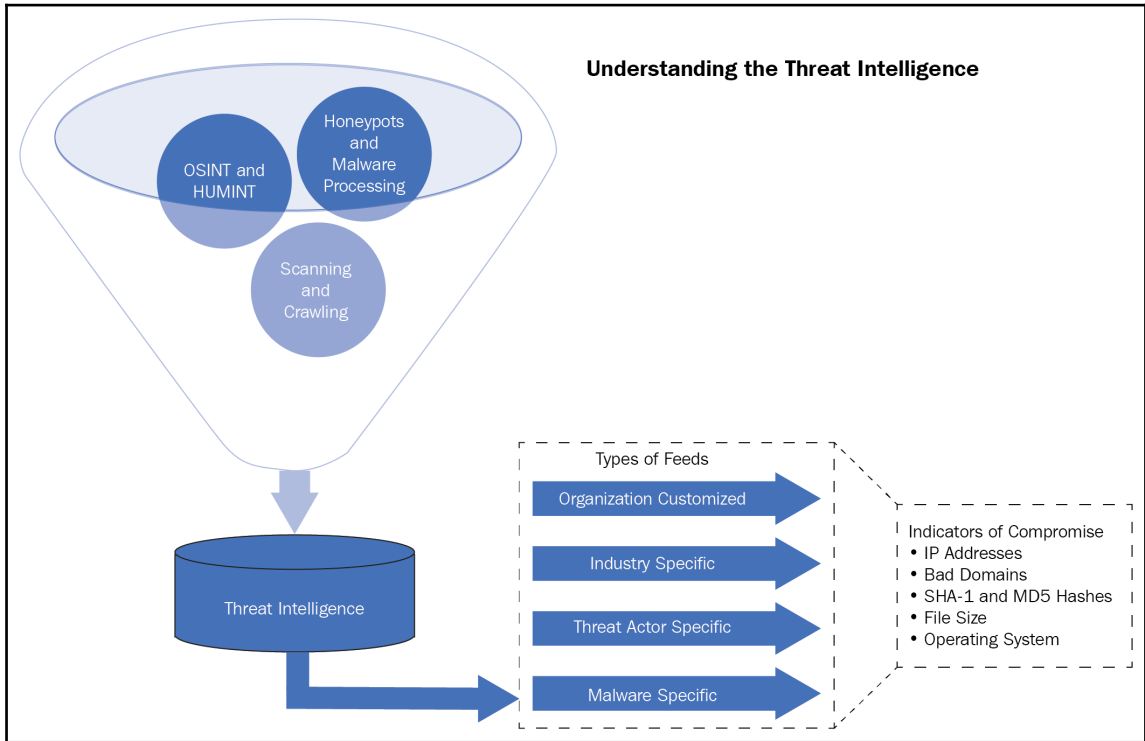 Understanding the Threat Intelligence
Honeypots
and
Malware
Processing
OSINT and
HUMINT
Scanning
and
Crawling
Threat Intelligence
Types of Feeds
Organization Customized
Industry Specific
Threat Actor Specific
Malware Specific
Indicators of Compromise
• IP Addresses
• Bad Domains
• SHA-1 and MD5 Hashes
• File Size
• Operating System